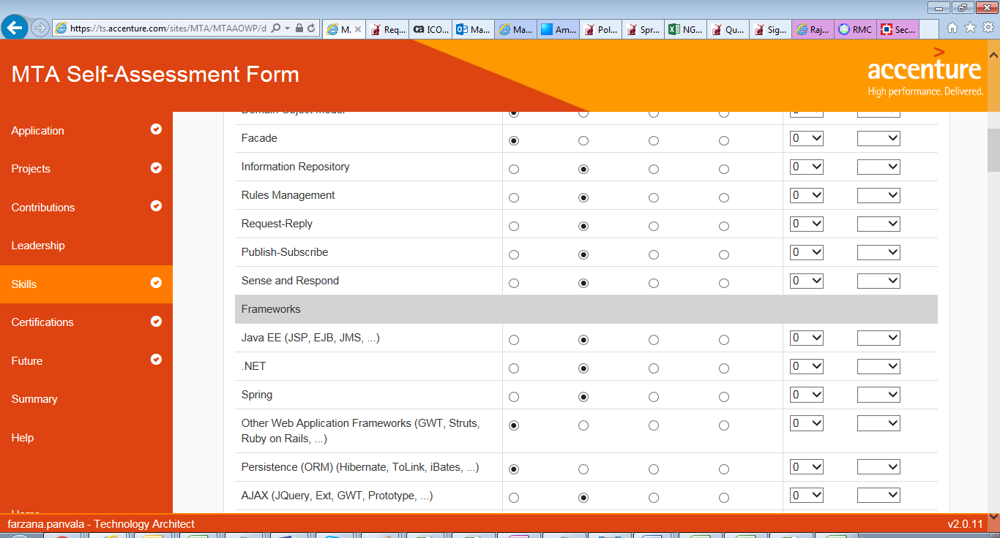 https://ts.accenture.com/sites/MTA/MTAAOWP/d
M...
Req...
ca ICO...
Ma...
Ma...
Am...
Pol...
Spr...
NG...
Qu...
Sig...
Raj...
RMC
Sec...
MTA Self-Assessment Form
>
accenture
High performance. Delivered.
Application
Projects
Contributions
Leadership
Skills
Certifications
Future
Summary
Help
Domain Object Model
Facade 0
Information Repository 0
Rules Management 0
Request-Reply 0
Publish-Subscribe 0
Sense and Respond 0
Frameworks
Java EE (JSP, EJB, JMS, ...) 0
.NET 0
Spring 0
Other Web Application Frameworks (GWT, Struts, 0
Ruby on Rails, ...)
Persistence (ORM) (Hibernate, ToLink, iBates, ...) 0
AJAX (JQuery, Ext, GWT, Prototype, ...) 0
farzana.panvala - Technology Architect
v2.0.11